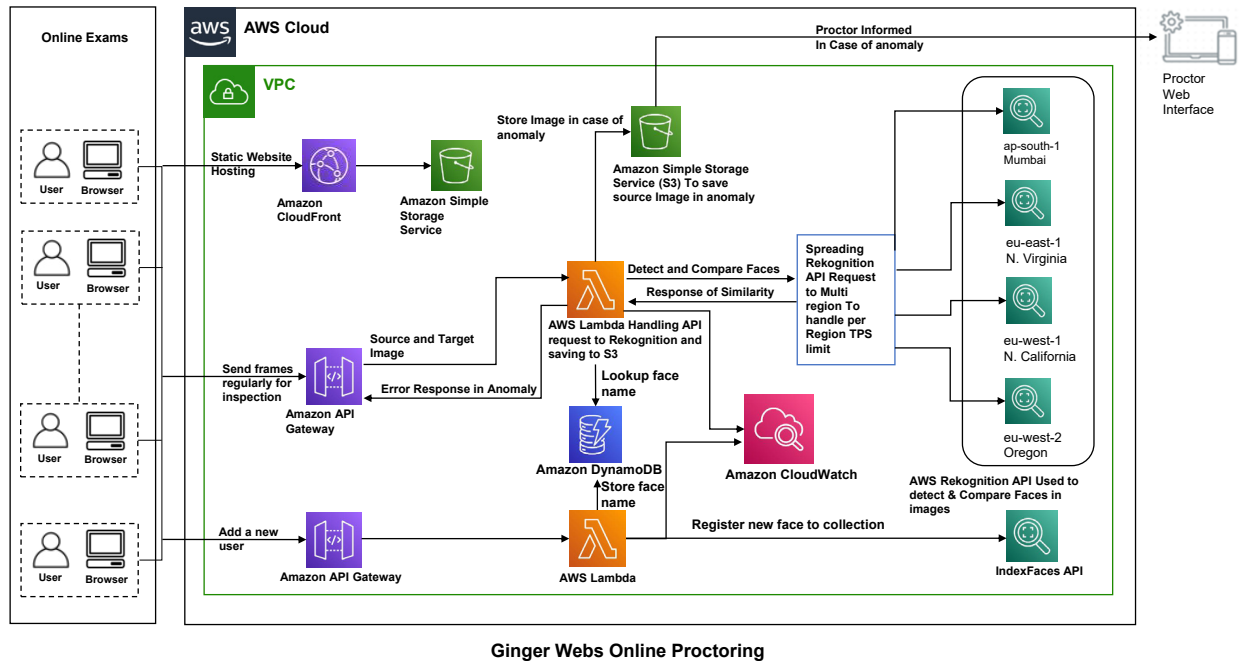 Online Exams
aws
AWS Cloud
Proctor Informed
In Case of anomaly
Proctor
Web
Interface
VPC
Store Image in case of
anomaly
Amazon Simple Storage
Service (S3) To save
source Image in anomaly
ap-south-1
Mumbai
User
Browser
Static Website
Hosting
Amazon
CloudFront
Amazon Simple
Storage
Service
eu-east-1
N. Virginia
User
Browser
Detect and Compare Faces
Response of Similarity
Spreading
Rekognition
API Request
to Multi
region To
handle per
Region TPS
limit
eu-west-1
N. California
AWS Lambda Handling API
request to Rekognition and
saving to S3
Source and Target
Image
Send frames
regularly for
inspection
Error Response in Anomaly
Amazon API
Gateway
Lookup face
name
eu-west-2
Oregon
User
Browser
Amazon DynamoDB
Amazon CloudWatch
Store face
name
AWS Rekognition API Used to
detect & Compare Faces in
images
Add a new
user
Register new face to collection
User
Browser
Amazon API Gateway
AWS Lambda
IndexFaces API
Ginger Webs Online Proctoring